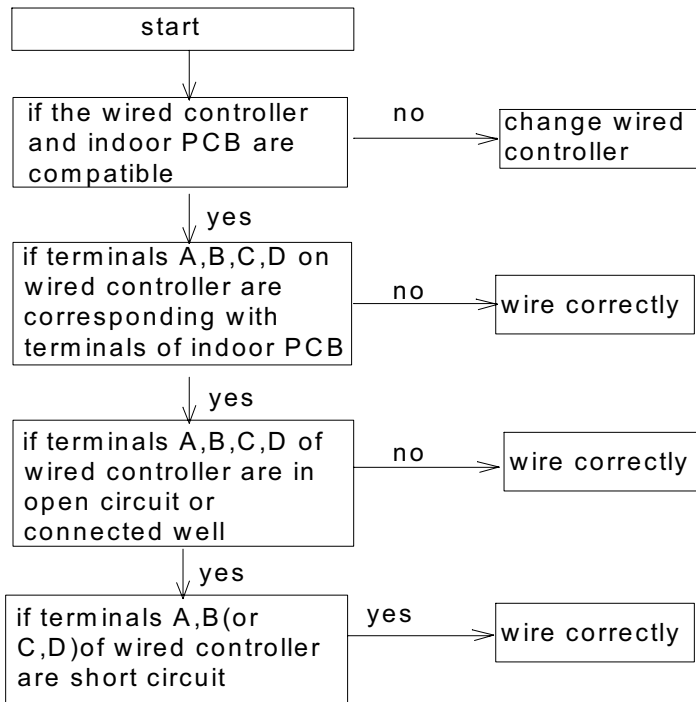 start
if the wired controller
and indoor PCB are
compatible
no
change wired
controller
yes
if terminals A,B,C,D on
wired controller are
corresponding with
terminals of indoor PCB
no
wire correctly
yes
if terminals A,B,C,D of
wired controller are in
open circuit or
connected well
no
wire correctly
yes
if terminals A,B(or
C,D)of wired controller
are short circuit
yes
wire correctly